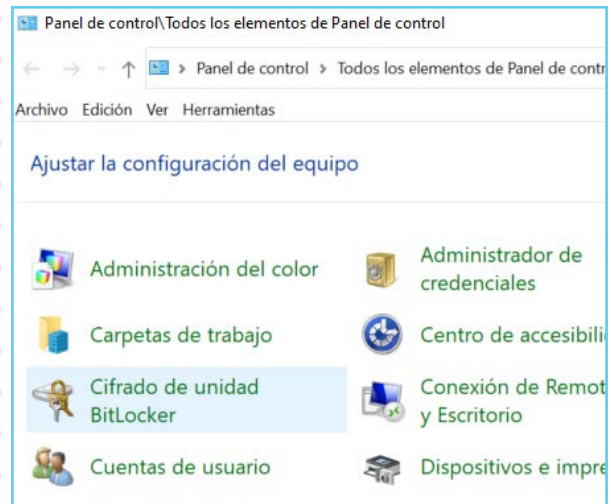 Panel de control\Todos los elementos de Panel de control
Panel de control > Todos los elementos de Panel de contr
Archivo Edición Ver Herramientas
Ajustar la configuración del equipo
Administración del color
Administrador de
credenciales
Carpetas de trabajo
Centro de accesibili
Cifrado de unidad
BitLocker
Conexión de Remot
y Escritorio
Cuentas de usuario
Dispositivos e impre